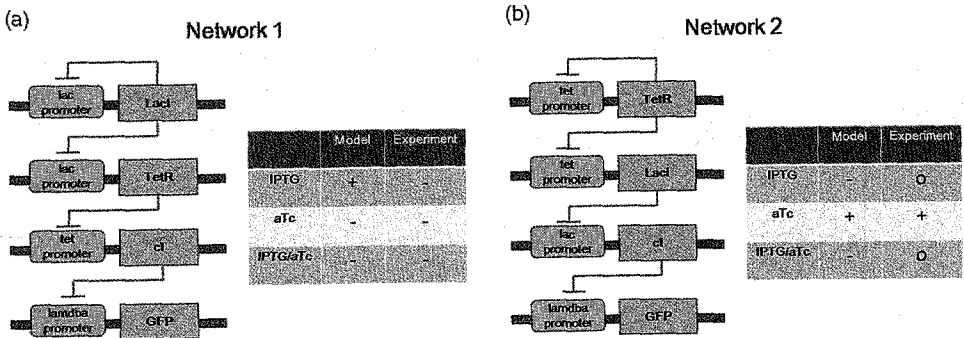 (a)
Network 1
lac promoter
LacI
lac promoter
TetR
tet promoter
cI
lamdba promoter
GFP
Model Experiment
IPTG + -
aTc - -
IPTG/aTc - -
(b)
Network 2
tet promoter
TetR
tet promoter
LacI
lac promoter
cI
lamdba promoter
GFP
Model Experiment
IPTG - O
aTc + +
IPTG/aTc - O